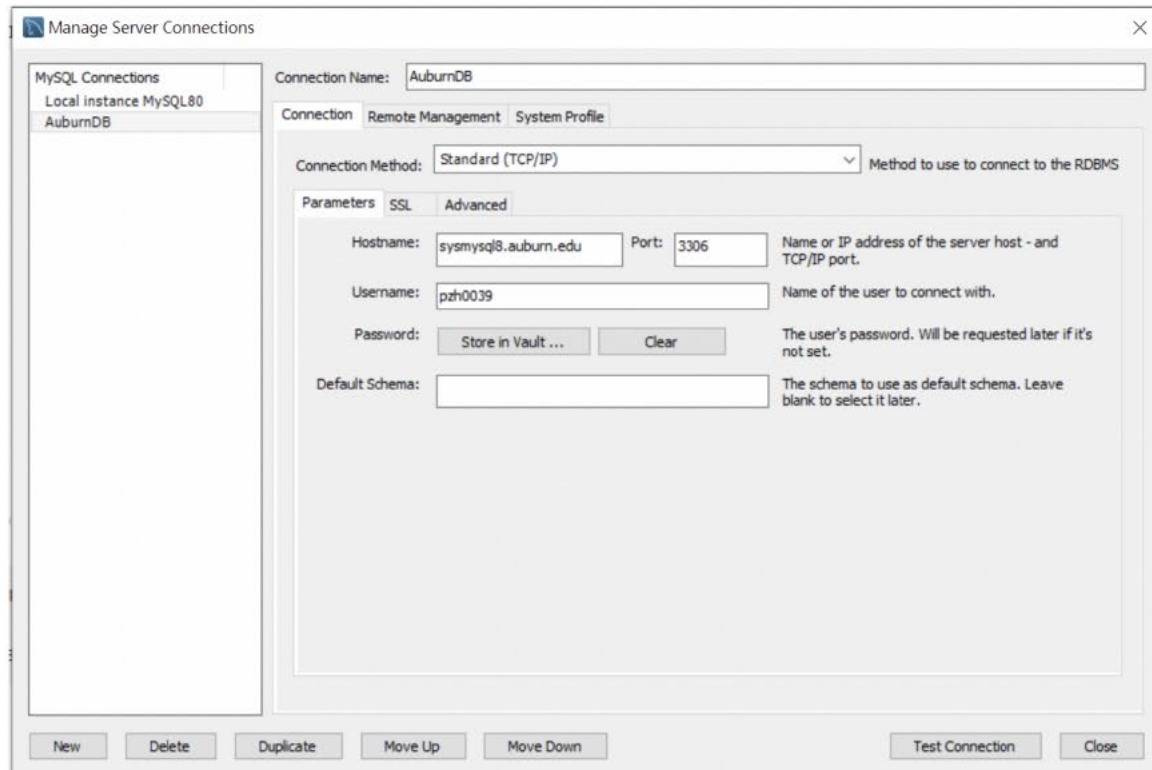 Manage Server Connections
MySQL Connections
Local instance MySQL80
AuburnDB
Connection Name: AuburnDB
Connection Remote Management System Profile
Connection Method: Standard (TCP/IP) Method to use to connect to the RDBMS
Parameters SSL Advanced
Hostname: sysmysql8.auburn.edu Port: 3306 Name or IP address of the server host - and
TCP/IP port.
Username: pzh0039 Name of the user to connect with.
Password: Store in Vault ... Clear The user's password. Will be requested later if it's
not set.
Default Schema: The schema to use as default schema. Leave
blank to select it later.
New Delete Duplicate Move Up Move Down Test Connection Close